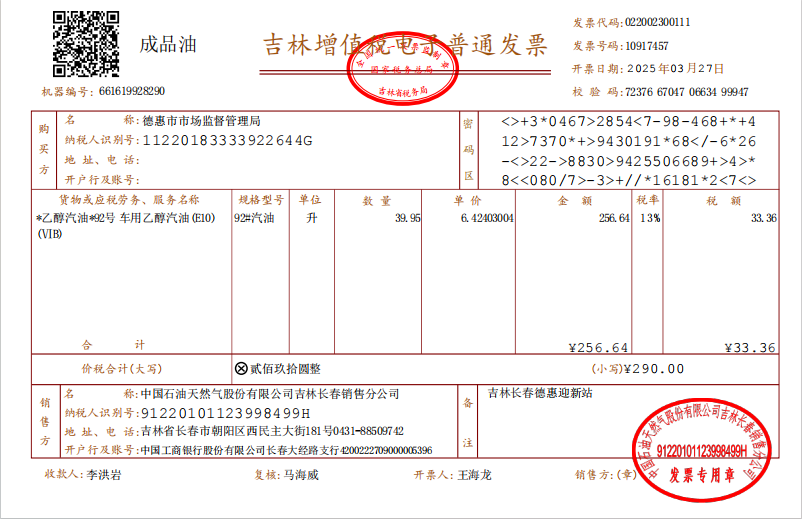 成品油
吉林增值税电子普通发票
全国统一发票监制章
国家税务总局
吉林省税务局
发票代码:022002300111
发票号码:10917457
开票日期:2025年03月27日
校 验 码:72376 67047 06634 99947
机器编号: 661619928290
购买方
名 称:德惠市市场监督管理局
纳税人识别号:11220183333922644G
地 址、电 话:
开户行及账号:
密码区
<>+3*0467>2854<7-98-468+*+4
12>7370*+>9430191*68</-6*26
-<>22->8830>9425506689+>4>*
8<<080/7>-3>+//*16181*2<7<>
货物或应税劳务、服务名称 规格型号 单位 数 量 单 价 金 额 税率 税 额
*乙醇汽油*92号 车用乙醇汽油(E10) 92#汽油 升 39.95 6.42403004 256.64 13% 33.36
(VIB)
合 计 ¥256.64 ¥33.36
价税合计(大写) ⊗贰佰玖拾圆整 (小写)¥290.00
销售方
名 称:中国石油天然气股份有限公司吉林长春销售分公司
纳税人识别号:91220101123998499H
地 址、电 话:吉林省长春市朝阳区西民主大街181号0431-88509742
开户行及账号:中国工商银行股份有限公司长春大经路支行4200222709000005396
备注
吉林长春德惠迎新站
中国石油天然气股份有限公司吉林长春销售分公司
91220101123998499H
发票专用章
收款人:李洪岩 复核:马海威 开票人:王海龙 销售方:(章)